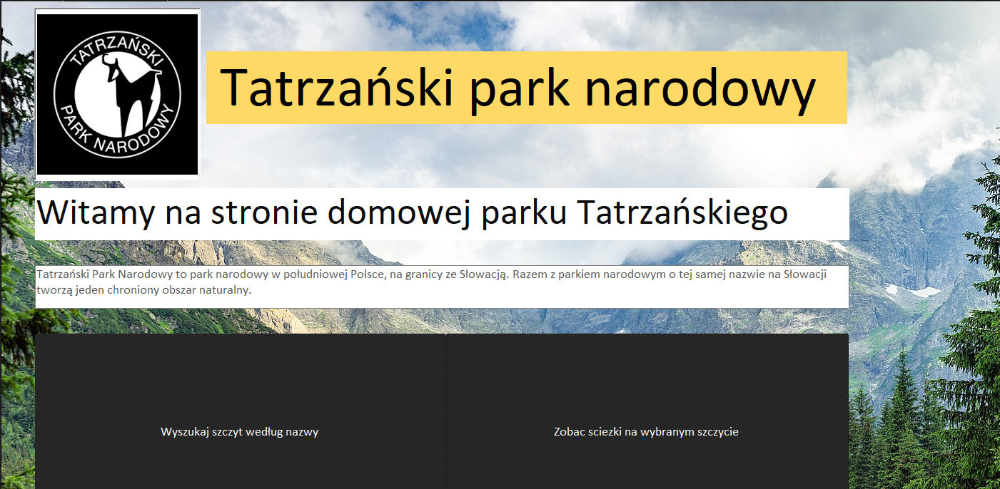 TATRZAŃSKI
PARK NARODOWY
Tatrzański park narodowy
Witamy na stronie domowej parku Tatrzańskiego
Tatrzański Park Narodowy to park narodowy w południowej Polsce, na granicy ze Słowacją. Razem z parkiem narodowym o tej samej nazwie na Słowacji
tworzą jeden chroniony obszar naturalny.
Wyszukaj szczyt według nazwy
Zobac sciezki na wybranym szczycie